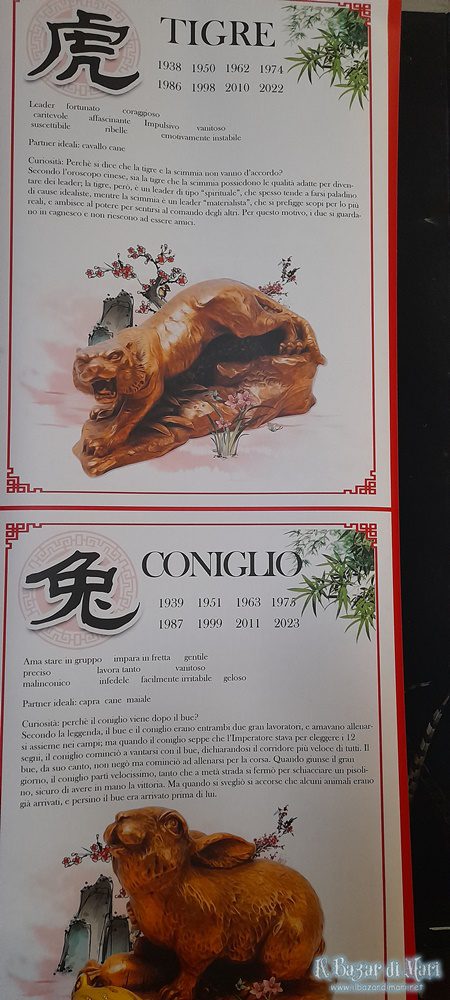 虎
TIGRE
1938 1950 1962 1974
1986 1998 2010 2022
Leader fortunato coraggioso
caritevole affascinante Impulsivo vanitoso
suscettibile ribelle emotivamente instabile
Partner ideali: cavallo cane
Curiosità: Perchè si dice che la tigre e la scimmia non vanno d'accordo?
Secondo l'oroscopo cinese, sia la tigre che la scimmia possiedono le qualità adatte per diven-
tare dei leader; la tigre, però, è un leader di tipo "spirituale", che spesso tende a farsi paladino
di cause idealiste, mentre la scimmia è un leader "materialista", che si prefigge scopi per lo più
reali, e ambisce al potere per sentirsi al comando degli altri. Per questo motivo, i due si guarda-
no in cagnesco e non riescono ad essere amici.
兔
CONIGLIO
1939 1951 1963 1975
1987 1999 2011 2023
Ama stare in gruppo impara in fretta gentile
preciso lavora tanto vanitoso
malinconico infedele facilmente irritabile geloso
Partner ideali: capra cane maiale
Curiosità: perchè il coniglio viene dopo il bue?
Secondo la leggenda, il bue e il coniglio erano entrambi due gran lavoratori, e amavano allenar-
si assieme nei campi; ma quando il coniglio seppe che l'Imperatore stava per eleggere i 12
segni, il coniglio cominciò a vantarsi con il bue, dichiarandosi il corridore più veloce di tutti. Il
bue, da suo canto, non negò ma cominciò ad allenarsi per la corsa. Quando giunse il gran
giorno, il coniglio partì velocissimo, tanto che a metà strada si fermò per schiacciare un pisoli-
no, sicuro di avere in mano la vittoria. Ma quando si svegliò si accorse che alcuni animali erano
già arrivati, e persino il bue era arrivato prima di lui.
Il Bazar di Mari
www.ilbazardimari.net